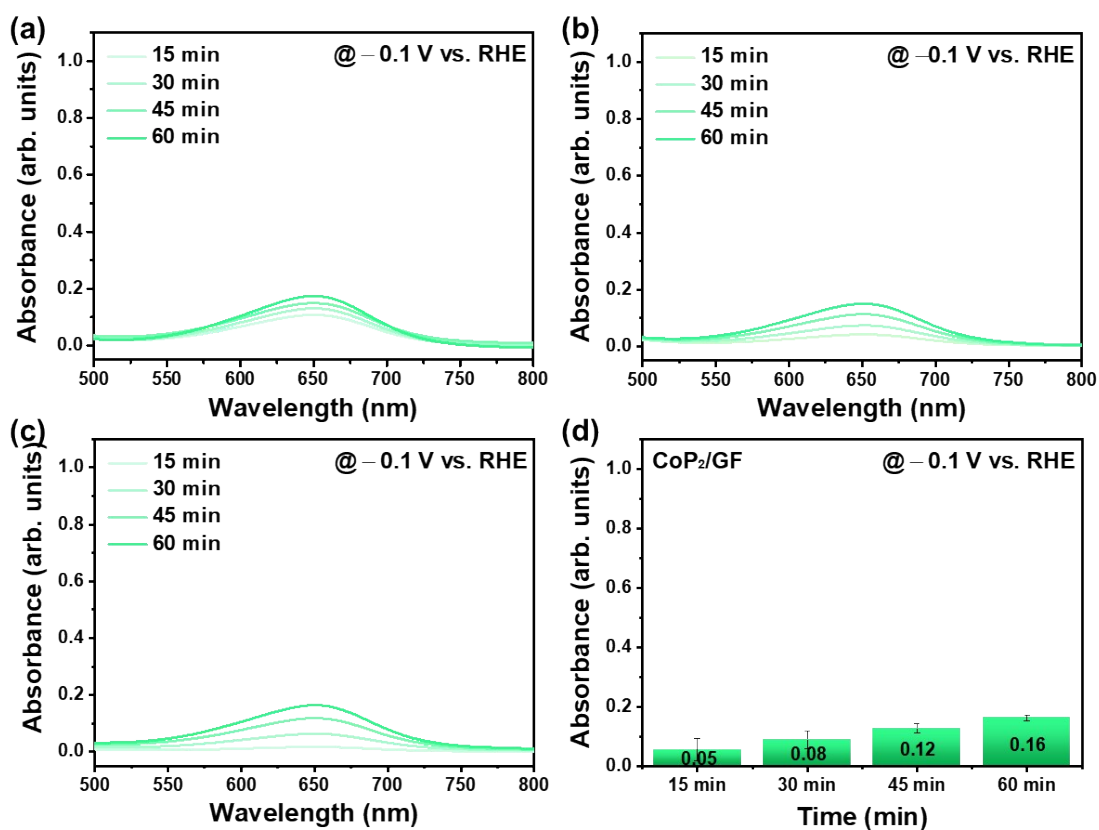 (a)
15 min
30 min
45 min
60 min
@ – 0.1 V vs. RHE
1.0
0.8
0.6
0.4
0.2
0.0
500 550 600 650 700 750 800
Absorbance (arb. units)
Wavelength (nm)
(b)
15 min
30 min
45 min
60 min
@ –0.1 V vs. RHE
1.0
0.8
0.6
0.4
0.2
0.0
500 550 600 650 700 750 800
Absorbance (arb. units)
Wavelength (nm)
(c)
15 min
30 min
45 min
60 min
@ – 0.1 V vs. RHE
1.0
0.8
0.6
0.4
0.2
0.0
500 550 600 650 700 750 800
Absorbance (arb. units)
Wavelength (nm)
(d)
CoP₂/GF
@ – 0.1 V vs. RHE
1.0
0.8
0.6
0.4
0.2
0.0
0.05 0.08 0.12 0.16
15 min 30 min 45 min 60 min
Absorbance (arb. units)
Time (min)